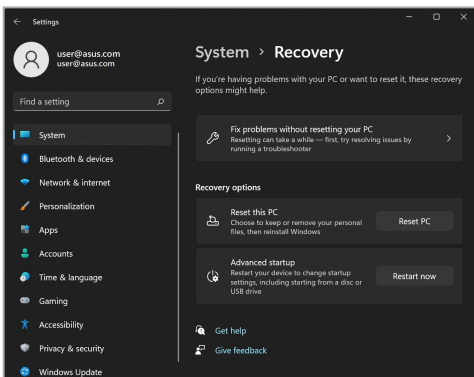 Settings
user@asus.com
user@asus.com
Find a setting
System
Bluetooth & devices
Network & internet
Personalization
Apps
Accounts
Time & language
Gaming
Accessibility
Privacy & security
Windows Update
System > Recovery
If you're having problems with your PC or want to reset it, these recovery
options might help.
Fix problems without resetting your PC
Resetting can take a while — first, try resolving issues by
running a troubleshooter
Recovery options
Reset this PC
Choose to keep or remove your personal
files, then reinstall Windows
Reset PC
Advanced startup
Restart your device to change startup
settings, including starting from a disc or
USB drive
Restart now
Get help
Give feedback